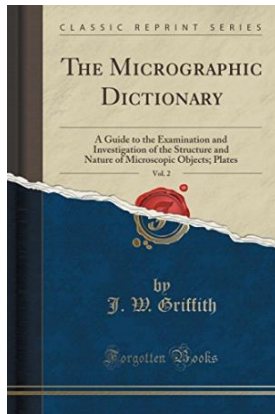 CLASSIC REPRINT SERIES
THE MICROGRAPHIC
DICTIONARY
A Guide to the Examination and
Investigation of the Structure and
Nature of Microscopic Objects; Plates
Vol. 2
by
J. W. Griffith
Forgotten Books